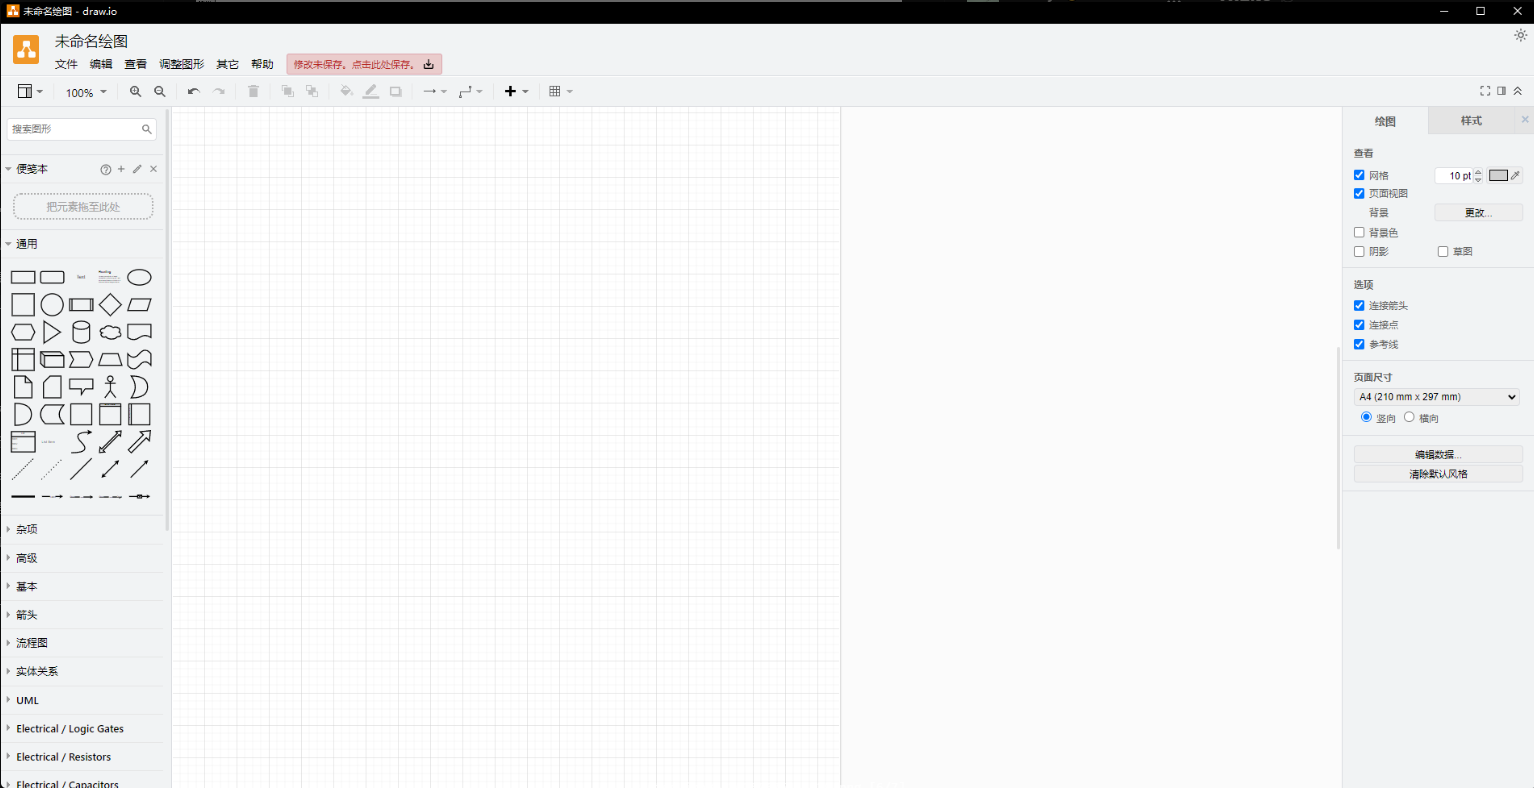 未命名绘图 - draw.io
未命名绘图
文件 编辑 查看 调整图形 其它 帮助 修改未保存。点击此处保存。
100%
搜索图形
便笺本
把元素拖至此处
通用
Text
Heading
杂项
高级
基本
箭头
流程图
实体关系
UML
Electrical / Logic Gates
Electrical / Resistors
Electrical / Capacitors
绘图 样式
查看
网格 10 pt
页面视图
背景 更改...
背景色
阴影 草图
选项
连接箭头
连接点
参考线
页面尺寸
A4 (210 mm x 297 mm)
竖向 横向
编辑数据...
清除默认风格